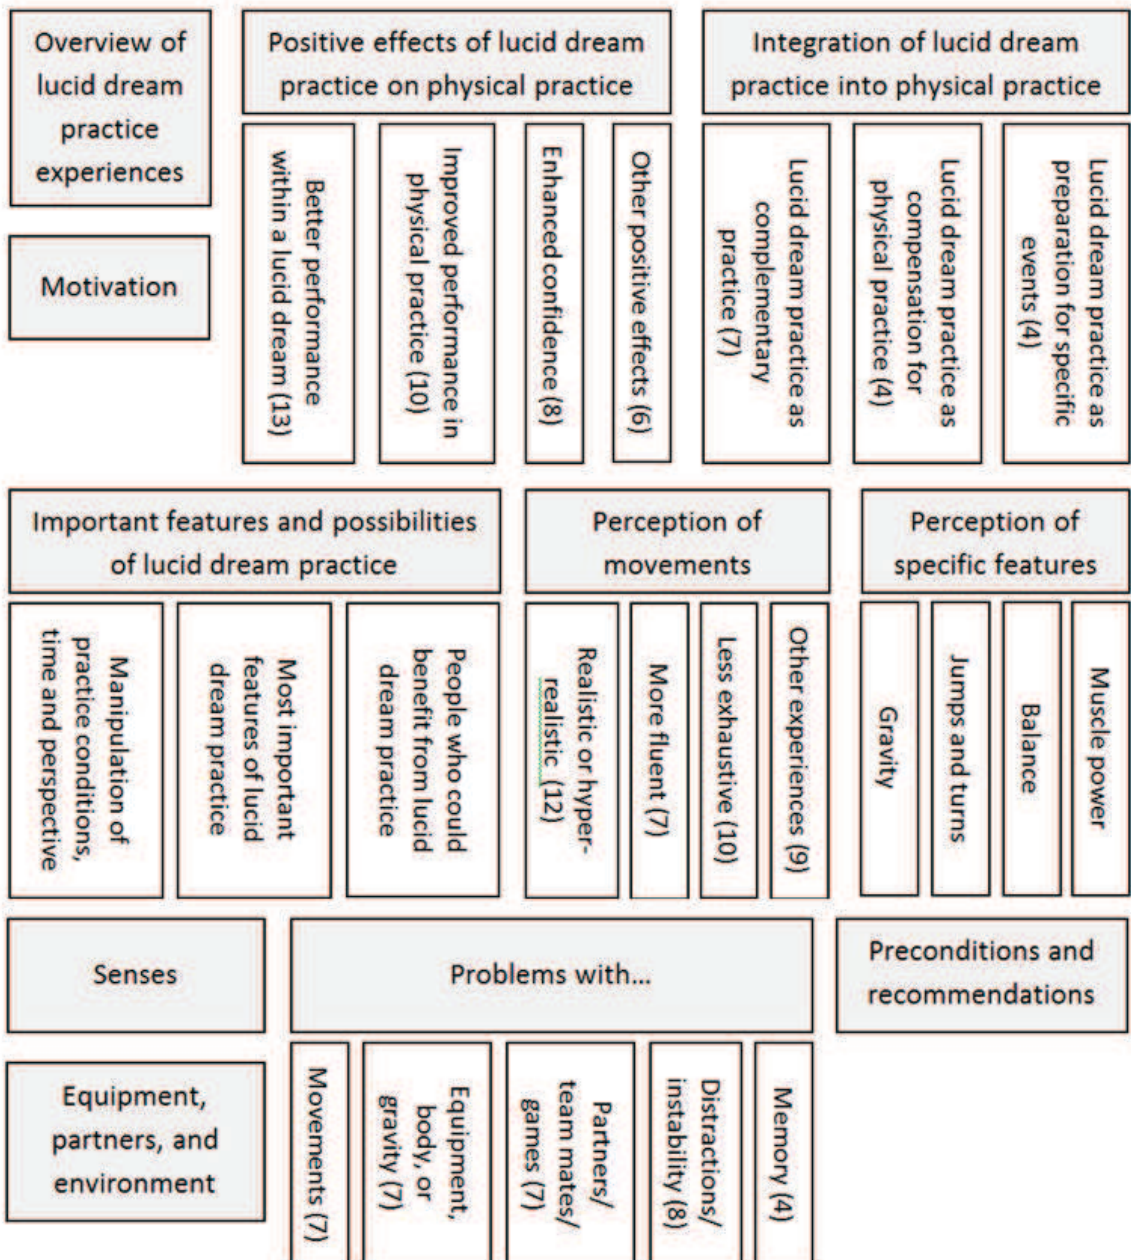 Overview of
lucid dream
practice
experiences
Motivation
Positive effects of lucid dream
practice on physical practice
Better performance
within a lucid dream (13)
Improved performance in
physical practice (10)
Enhanced confidence (8)
Other positive effects (6)
Integration of lucid dream
practice into physical practice
Lucid dream practice as
complementary
practice (7)
Lucid dream practice as
compensation for
physical practice (4)
Lucid dream practice as
preparation for specific
events (4)
Important features and possibilities
of lucid dream practice
Manipulation of
practice conditions,
time and perspective
Most important
features of lucid
dream practice
People who could
benefit from lucid
dream practice
Perception of
movements
Realistic or hyper-
realistic (12)
More fluent (7)
Less exhaustive (10)
Other experiences (9)
Perception of
specific features
Gravity
Jumps and turns
Balance
Muscle power
Senses
Equipment,
partners, and
environment
Problems with...
Movements (7)
Equipment,
body, or
gravity (7)
Partners/
team mates/
games (7)
Distractions/
instability (8)
Memory (4)
Preconditions and
recommendations